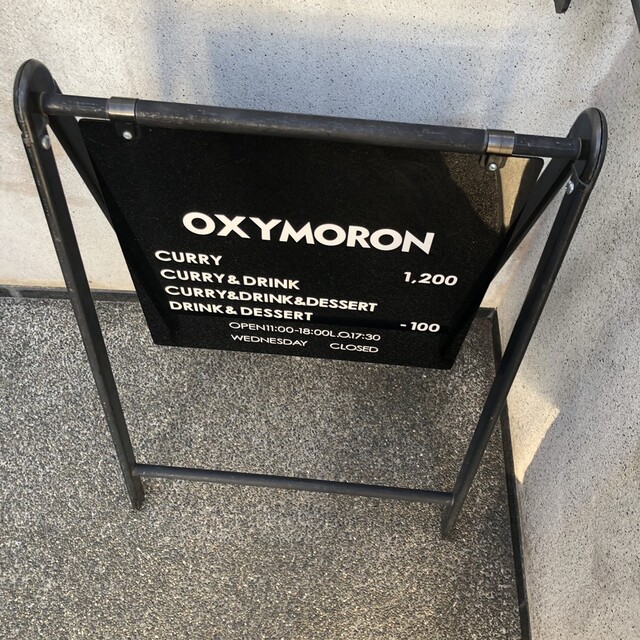 OXYMORON
CURRY 1,200
CURRY & DRINK
CURRY&DRINK&DESSERT
DRINK & DESSERT -100
OPEN11:00-18:00L.O.17:30
WEDNESDAY CLOSED